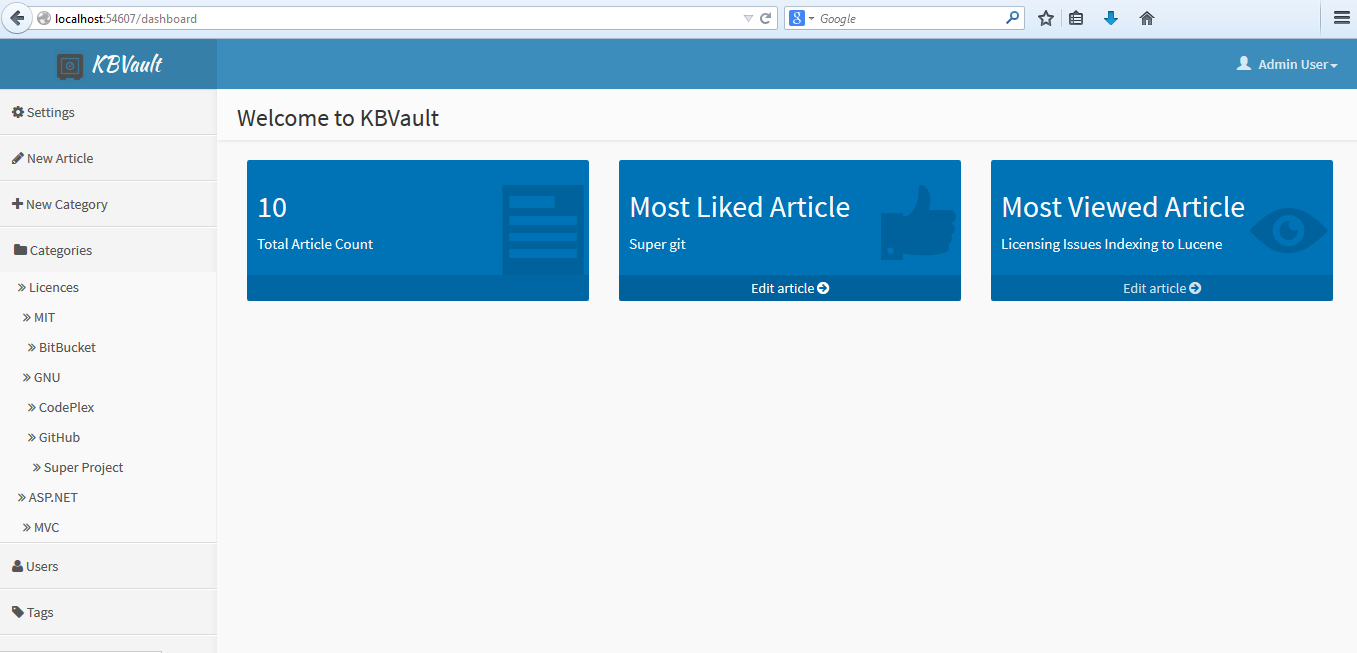 localhost:54607/dashboard
8 Google
KBVault
Admin User
Settings
Welcome to KBVault
New Article
New Category
10
Total Article Count
Most Liked Article
Super git
Edit article
Most Viewed Article
Licensing Issues Indexing to Lucene
Edit article
Categories
Licences
MIT
BitBucket
GNU
CodePlex
GitHub
Super Project
ASP.NET
MVC
Users
Tags